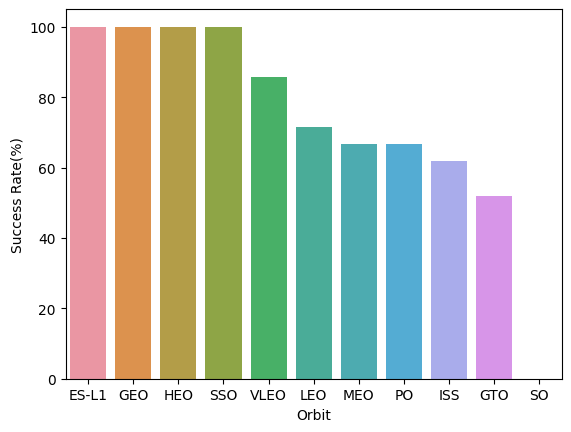 100
80
60
40
20
0
Success Rate(%)
ES-L1 GEO HEO SSO VLEO LEO MEO PO ISS GTO SO
Orbit